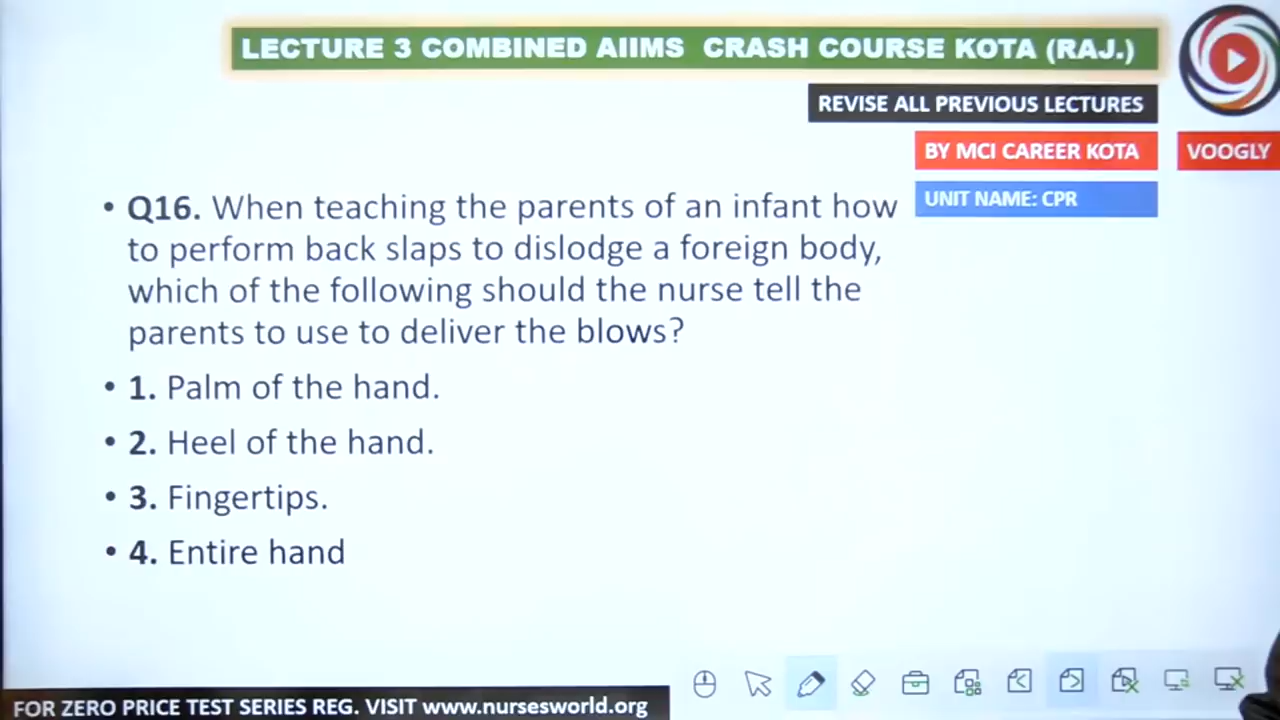 LECTURE 3 COMBINED AIIMS CRASH COURSE KOTA (RAJ.)
REVISE ALL PREVIOUS LECTURES
BY MCI CAREER KOTA
VOOGLY
UNIT NAME: CPR
• Q16. When teaching the parents of an infant how
to perform back slaps to dislodge a foreign body,
which of the following should the nurse tell the
parents to use to deliver the blows?
• 1. Palm of the hand.
• 2. Heel of the hand.
• 3. Fingertips.
• 4. Entire hand
FOR ZERO PRICE TEST SERIES REG. VISIT www.nursesworld.org